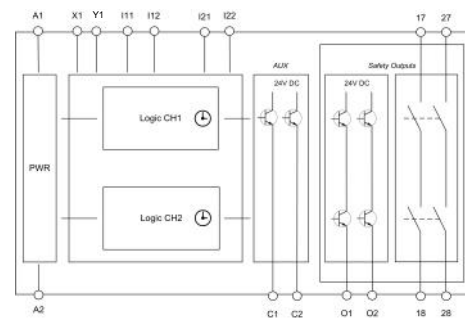 A1 X1 Y1 I11 I12 I21 I22 17 27
AUX Safety Outputs
24V DC 24V DC
Logic CH1
PWR
Logic CH2
A2 C1 C2 O1 O2 18 28